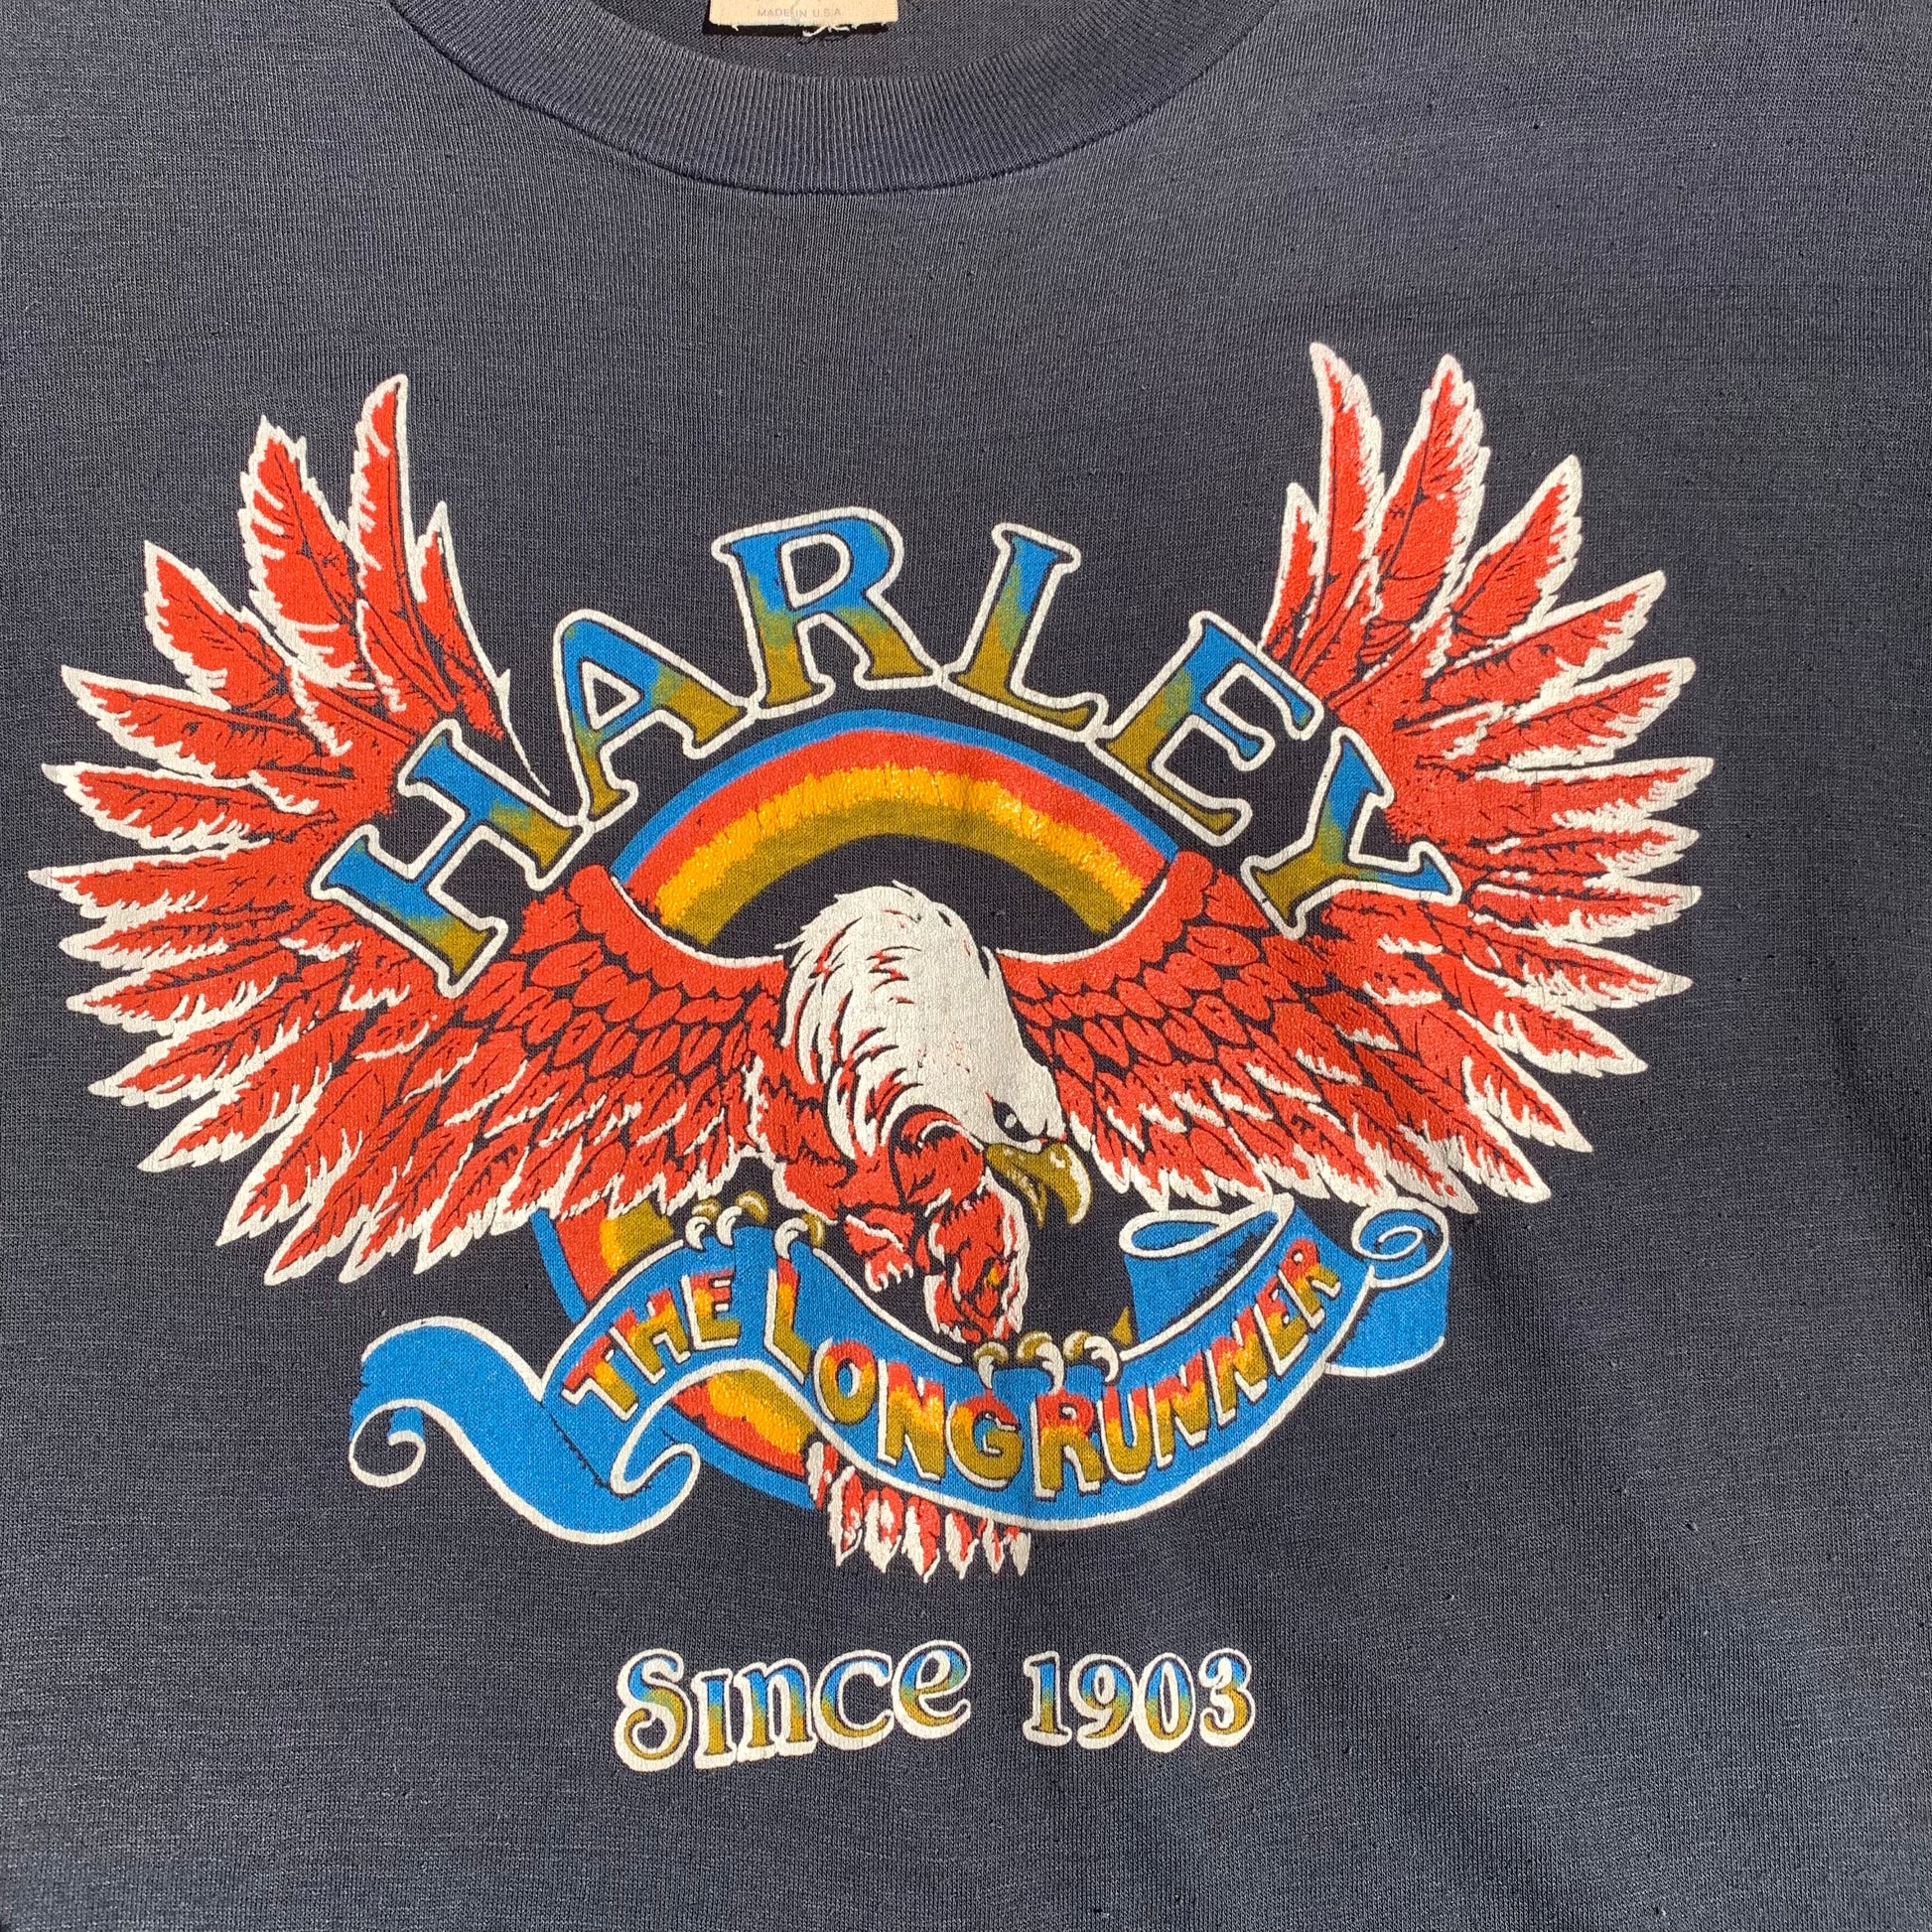 MADE IN U.S.A.
HARLEY
THE LONG RUNNER
Since 1903